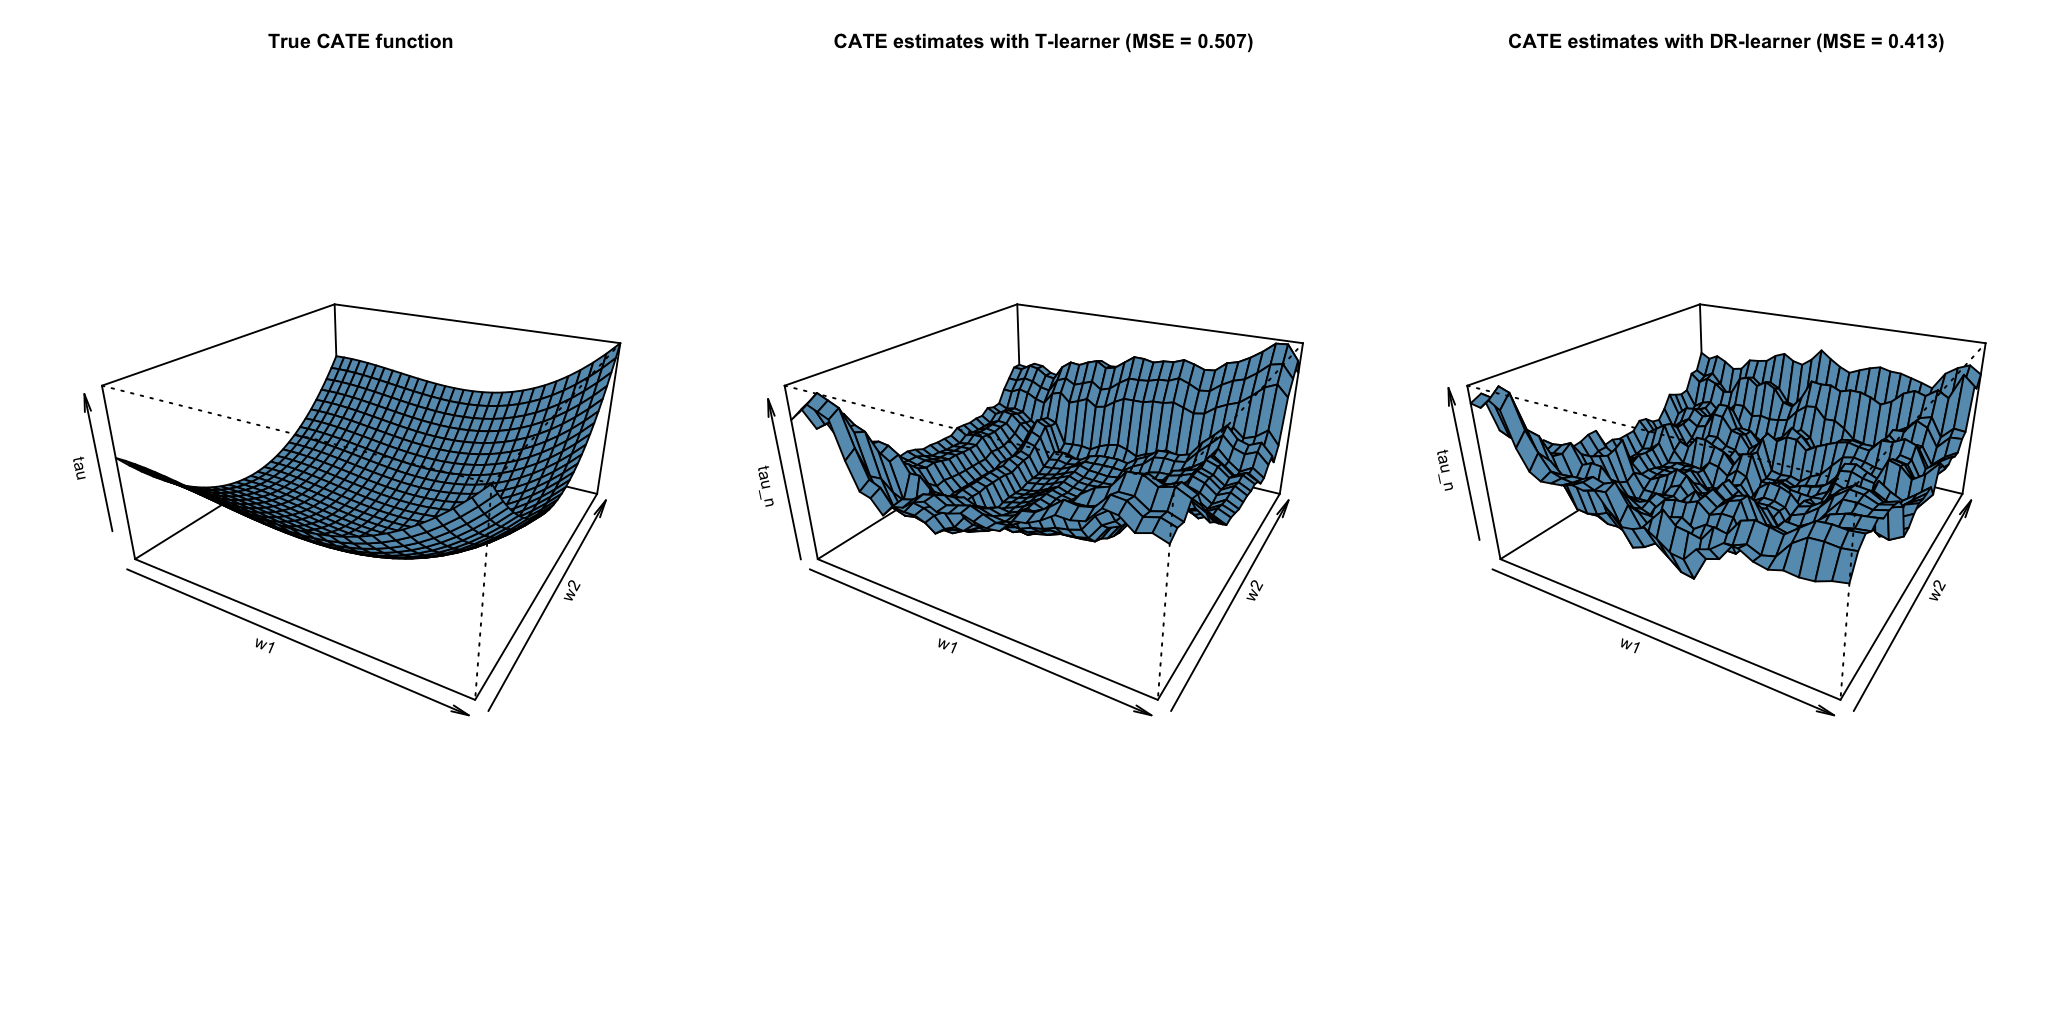 True CATE function
tau
w1
w2
CATE estimates with T-learner (MSE = 0.507)
tau_n
w1
w2
CATE estimates with DR-learner (MSE = 0.413)
tau_n
w1
w2